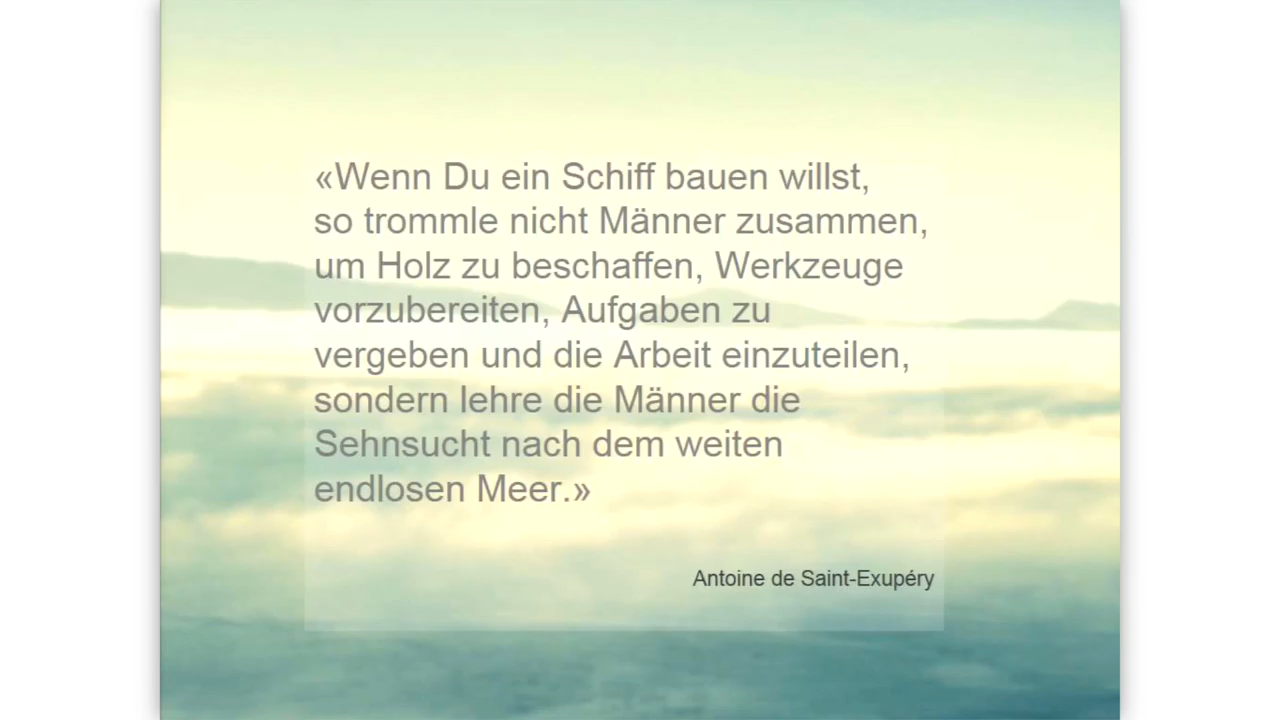 «Wenn Du ein Schiff bauen willst,
so trommle nicht Männer zusammen,
um Holz zu beschaffen, Werkzeuge
vorzubereiten, Aufgaben zu
vergeben und die Arbeit einzuteilen,
sondern lehre die Männer die
Sehnsucht nach dem weiten
endlosen Meer.»
Antoine de Saint-Exupéry